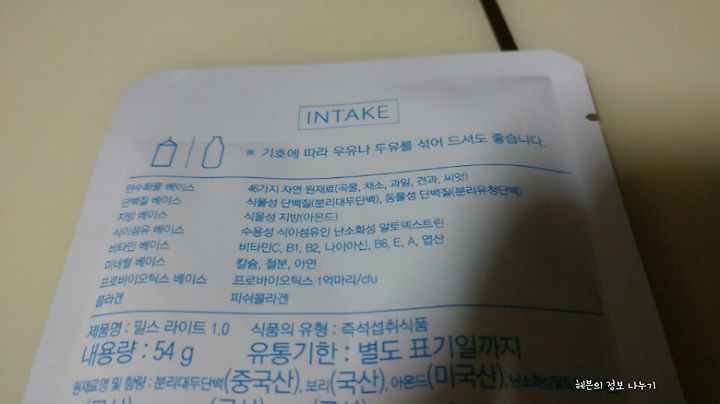 INTAKE
※ 기호에 따라 우유나 두유를 섞어 드셔도 좋습니다.
탄수화물 베이스 46가지 자연 원재료(곡물, 채소, 과일, 견과, 씨앗)
단백질 베이스 식물성 단백질(분리대두단백), 동물성 단백질(분리유청단백)
지방 베이스 식물성 지방(아몬드)
식이섬유 베이스 수용성 식이섬유인 난소화성 말토덱스트린
비타민 베이스 비타민C, B1, B2, 나이아신, B6, E, A, 엽산
미네랄 베이스 칼슘, 철분, 아연
프로바이오틱스 베이스 프로바이오틱스 1억마리/cfu
콜라겐 피쉬콜라겐
제품명 : 밀스 라이트 1.0 식품의 유형 : 즉석섭취식품
내용량 : 54 g 유통기한 : 별도 표기일까지
원재료명 및 함량 : 분리대두단백(중국산), 보리(국산), 아몬드(미국산), 난소화성말토
헤븐의 정보 나누기